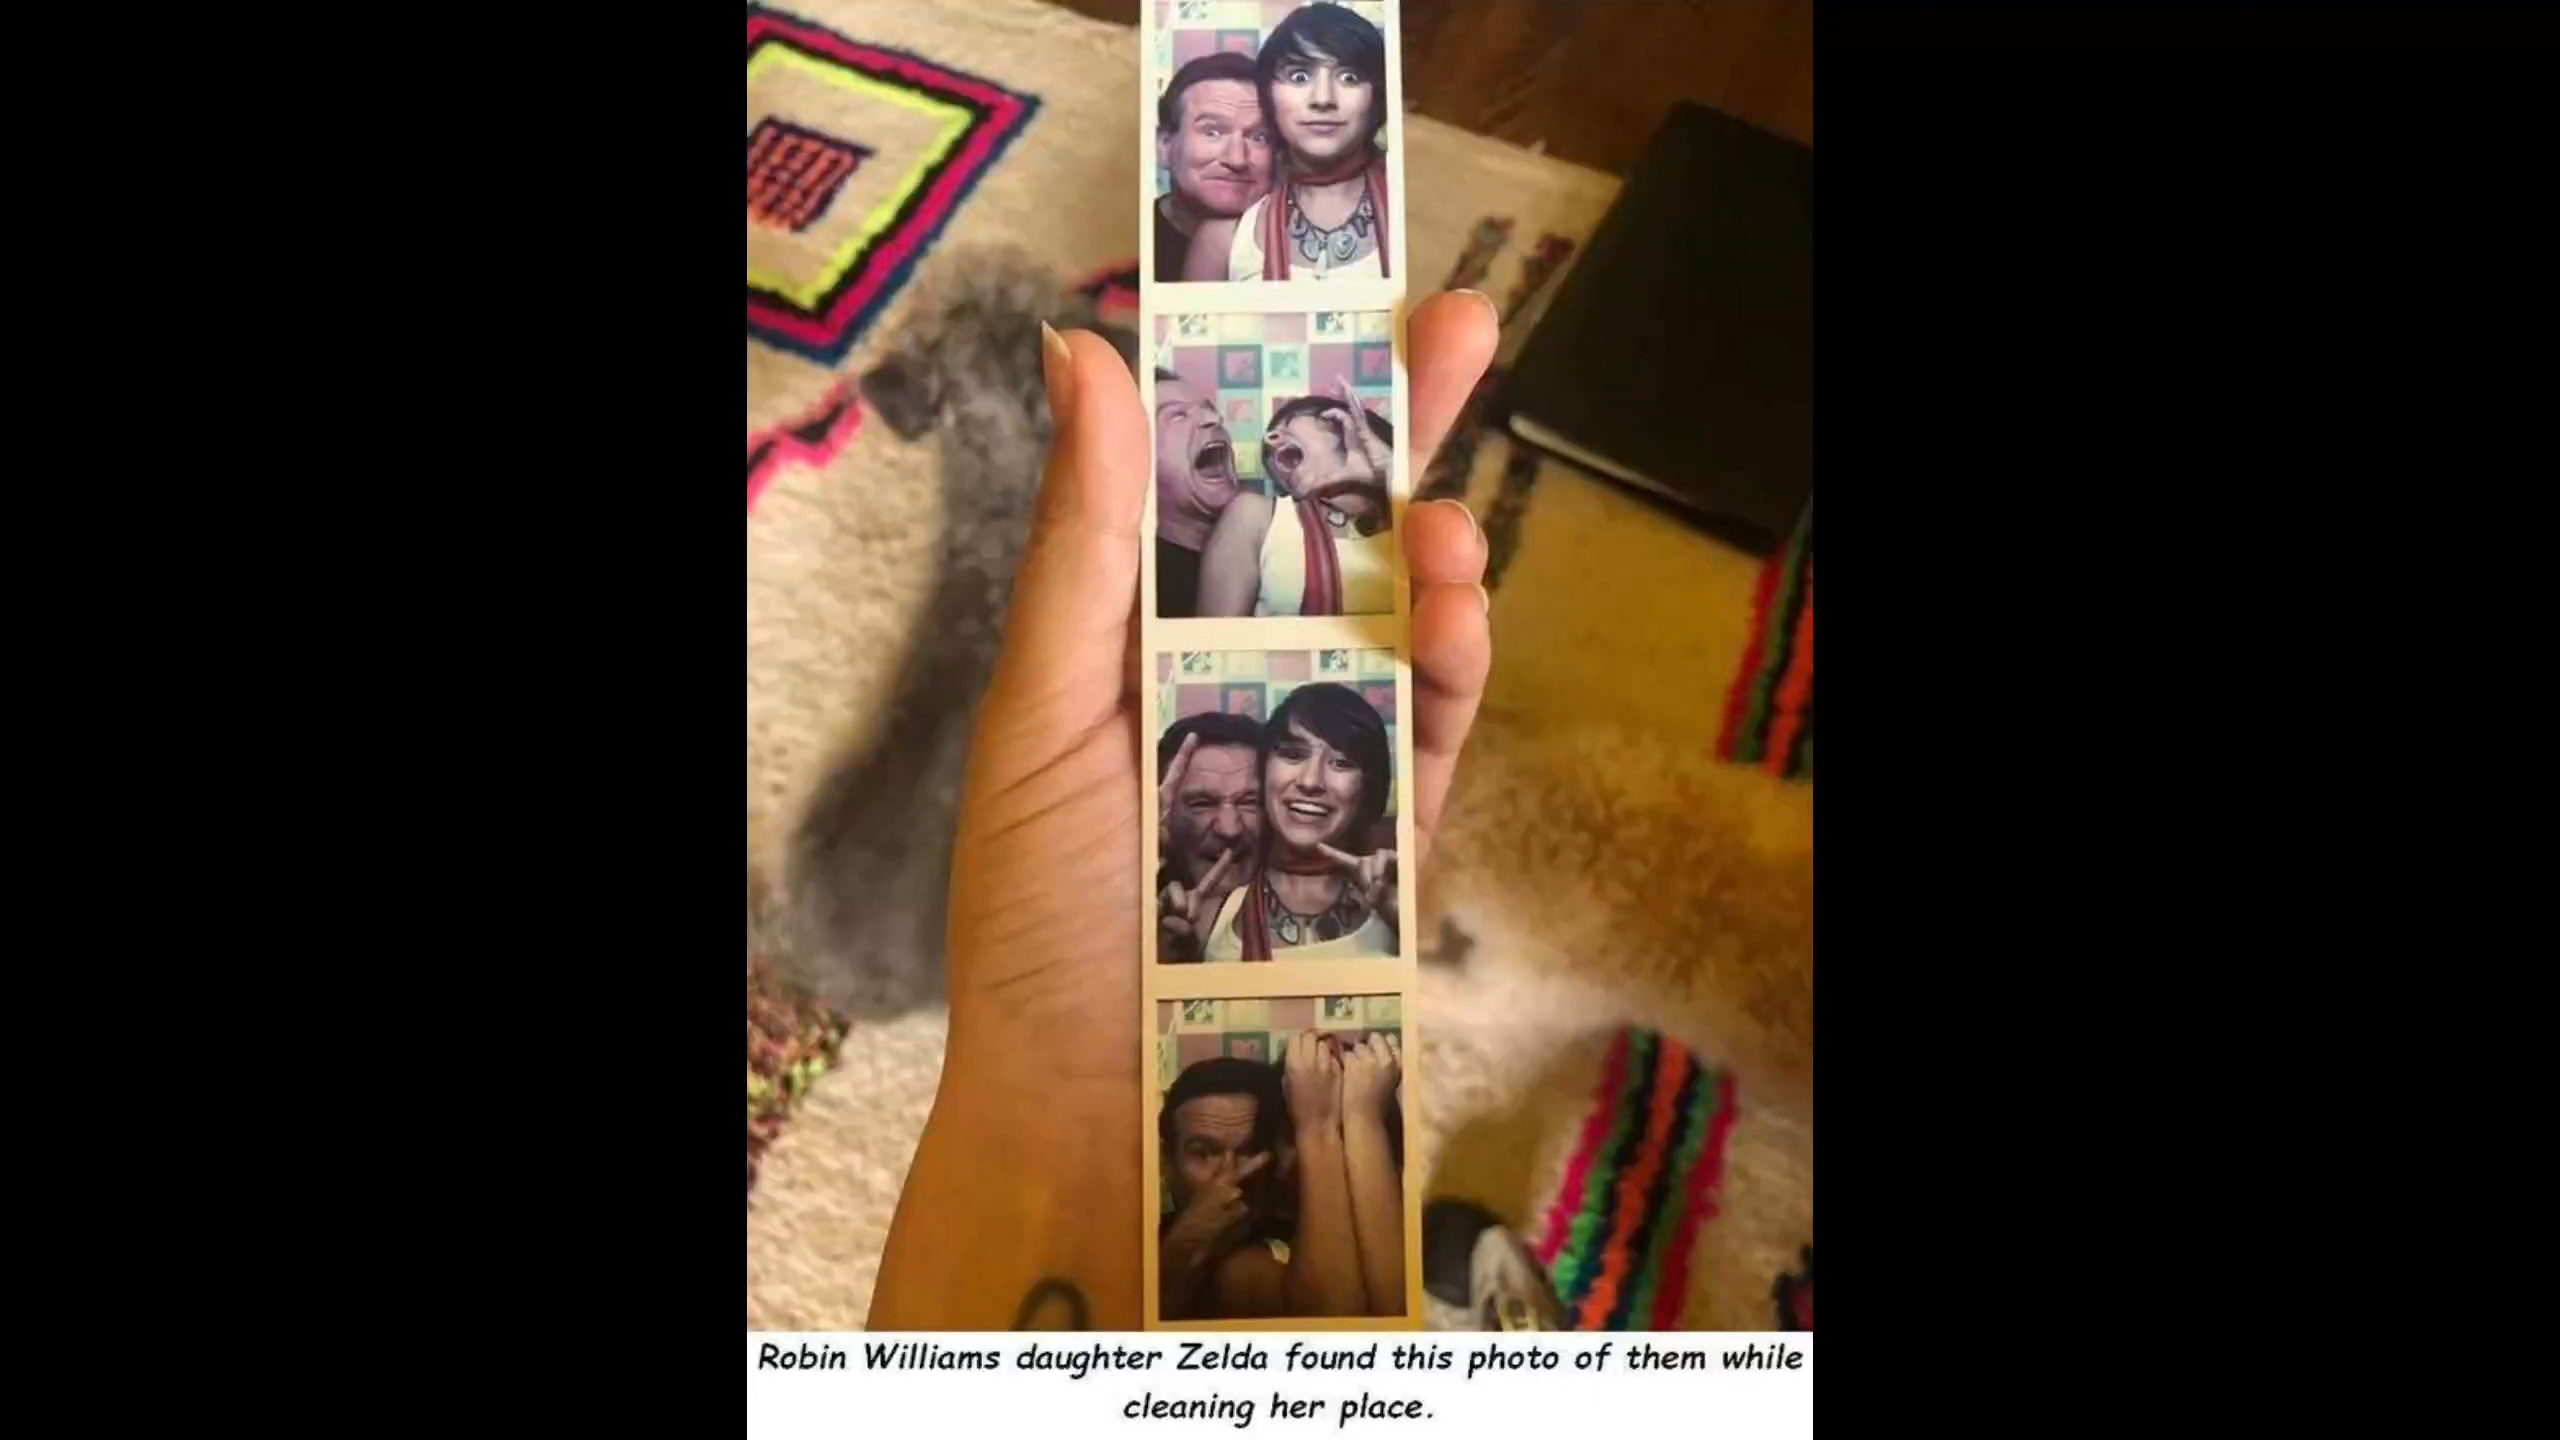 Robin Williams daughter Zelda found this photo of them while
cleaning her place.